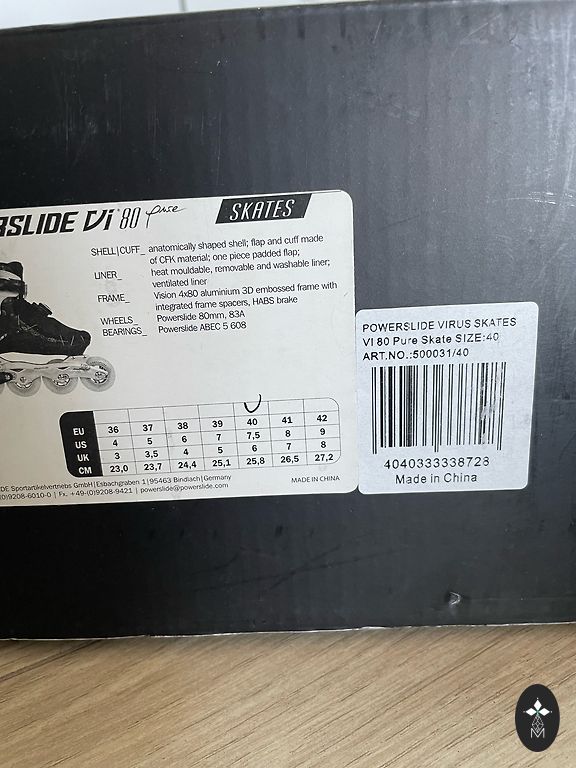 RSLIDE Vi 80 pure SKATES
SHELL|CUFF_ anatomically shaped shell; flap and cuff made
of CFK material; one piece padded flap;
LINER_ heat mouldable, removable and washable liner;
ventilated liner
FRAME_ Vision 4x80 aluminium 3D embossed frame with
integrated frame spacers, HABS brake
WHEELS_ Powerslide 80mm, 83A
BEARINGS_ Powerslide ABEC 5 608
EU 36 37 38 39 40 41 42
US 4 5 6 7 7,5 8 9
UK 3 3,5 4 5 6 7 8
CM 23,0 23,7 24,4 25,1 25,8 26,5 27,2
DE Sportartikelvertriebs GmbH|Esbachgraben 1|95463 Bindlach|Germany
(0)9208-6010-0 | Fx. +49-(0)9208-9421 | powerslide@powerslide.com
MADE IN CHINA
POWERSLIDE VIRUS SKATES
VI 80 Pure Skate SIZE:40
ART.NO.:500031/40
4040333338728
Made in China
M